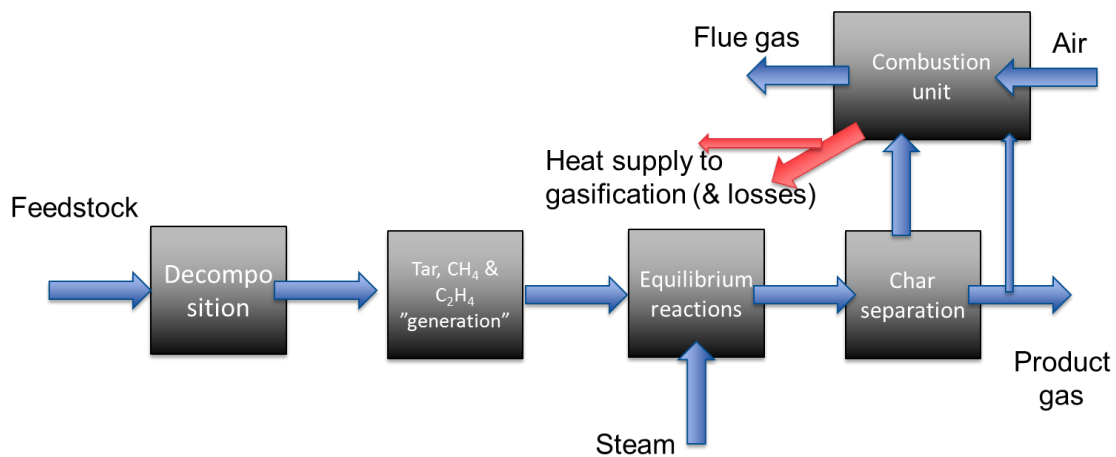 Flue gas
Combustion
unit
Air
Heat supply to
gasification (& losses)
Feedstock
Decompo
sition
Tar, CH₄ &
C₂H₄
"generation"
Equilibrium
reactions
Char
separation
Product
gas
Steam